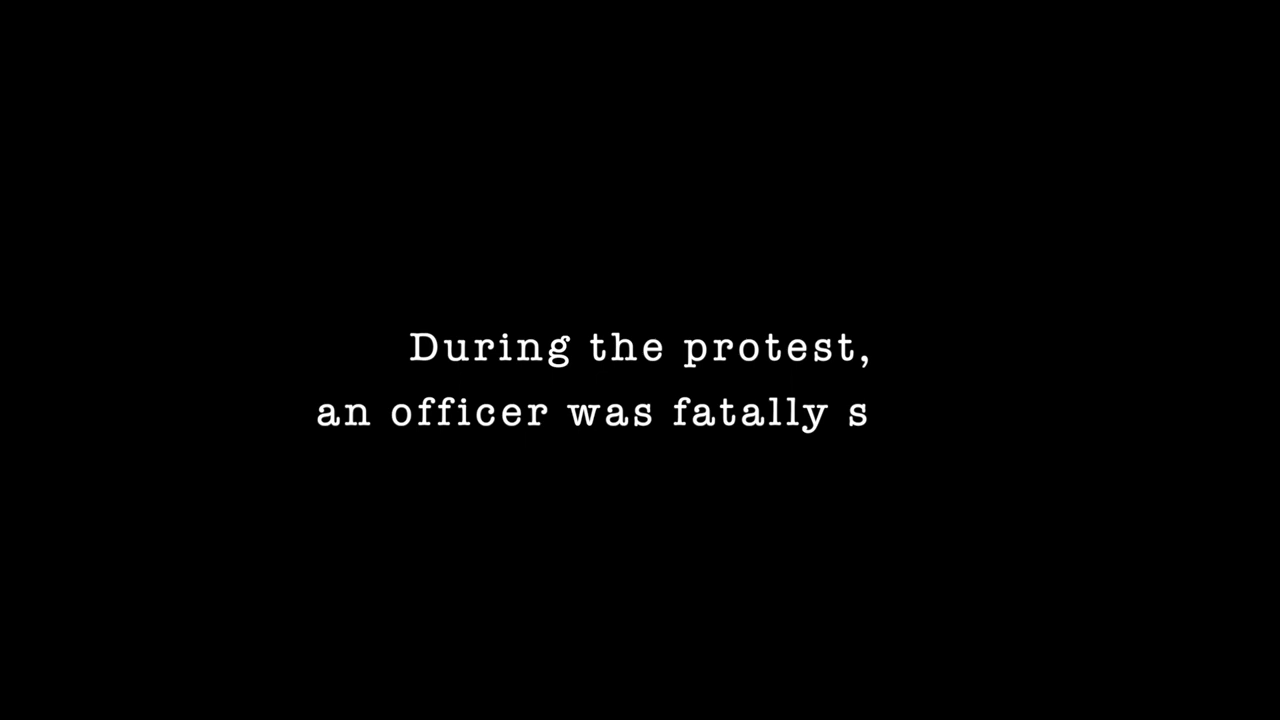 During the protest,
an officer was fatally s